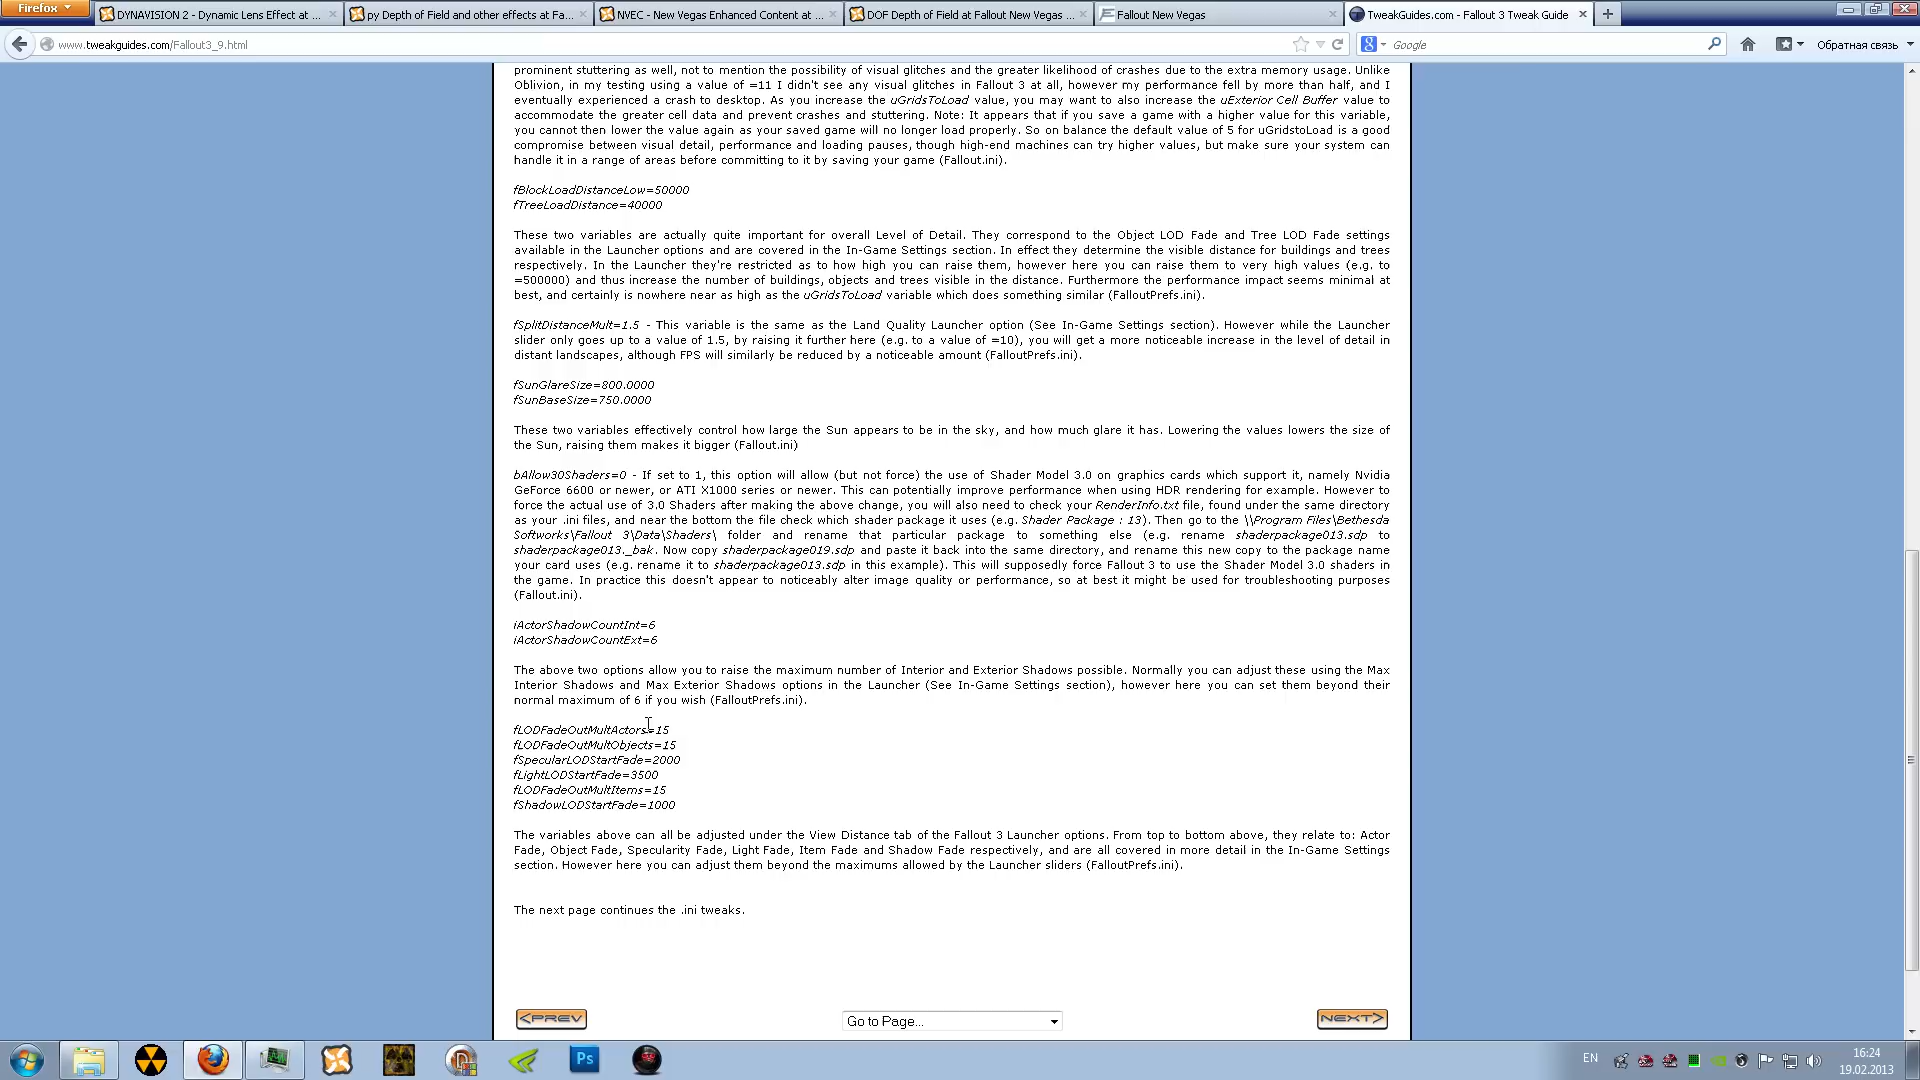 Firefox
DYNAVISION 2 - Dynamic Lens Effect at ...
py Depth of Field and other effects at Fa...
NVEC - New Vegas Enhanced Content at ...
DOF Depth of Field at Fallout New Vegas ...
Fallout New Vegas
TweakGuides.com - Fallout 3 Tweak Guide
www.tweakguides.com/Fallout3_9.html
Google
Обратная связь
prominent stuttering as well, not to mention the possibility of visual glitches and the greater likelihood of crashes due to the extra memory usage. Unlike
Oblivion, in my testing using a value of =11 I didn't see any visual glitches in Fallout 3 at all, however my performance fell by more than half, and I
eventually experienced a crash to desktop. As you increase the uGridsToLoad value, you may want to also increase the uExterior Cell Buffer value to
accommodate the greater cell data and prevent crashes and stuttering. Note: It appears that if you save a game with a higher value for this variable,
you cannot then lower the value again as your saved game will no longer load properly. So on balance the default value of 5 for uGridstoLoad is a good
compromise between visual detail, performance and loading pauses, though high-end machines can try higher values, but make sure your system can
handle it in a range of areas before committing to it by saving your game (Fallout.ini).
fBlockLoadDistanceLow=50000
fTreeLoadDistance=40000
These two variables are actually quite important for overall Level of Detail. They correspond to the Object LOD Fade and Tree LOD Fade settings
available in the Launcher options and are covered in the In-Game Settings section. In effect they determine the visible distance for buildings and trees
respectively. In the Launcher they're restricted as to how high you can raise them, however here you can raise them to very high values (e.g. to
=500000) and thus increase the number of buildings, objects and trees visible in the distance. Furthermore the performance impact seems minimal at
best, and certainly is nowhere near as high as the uGridsToLoad variable which does something similar (FalloutPrefs.ini).
fSplitDistanceMult=1.5 - This variable is the same as the Land Quality Launcher option (See In-Game Settings section). However while the Launcher
slider only goes up to a value of 1.5, by raising it further here (e.g. to a value of =10), you will get a more noticeable increase in the level of detail in
distant landscapes, although FPS will similarly be reduced by a noticeable amount (FalloutPrefs.ini).
fSunGlareSize=800.0000
fSunBaseSize=750.0000
These two variables effectively control how large the Sun appears to be in the sky, and how much glare it has. Lowering the values lowers the size of
the Sun, raising them makes it bigger (Fallout.ini)
bAllow30Shaders=0 - If set to 1, this option will allow (but not force) the use of Shader Model 3.0 on graphics cards which support it, namely Nvidia
GeForce 6600 or newer, or ATI X1000 series or newer. This can potentially improve performance when using HDR rendering for example. However to
force the actual use of 3.0 Shaders after making the above change, you will also need to check your RenderInfo.txt file, found under the same directory
as your .ini files, and near the bottom the file check which shader package it uses (e.g. Shader Package : 13). Then go to the \\Program Files\Bethesda
Softworks\Fallout 3\Data\Shaders\ folder and rename that particular package to something else (e.g. rename shaderpackage013.sdp to
shaderpackage013._bak. Now copy shaderpackage019.sdp and paste it back into the same directory, and rename this new copy to the package name
your card uses (e.g. rename it to shaderpackage013.sdp in this example). This will supposedly force Fallout 3 to use the Shader Model 3.0 shaders in
the game. In practice this doesn't appear to noticeably alter image quality or performance, so at best it might be used for troubleshooting purposes
(Fallout.ini).
iActorShadowCountInt=6
iActorShadowCountExt=6
The above two options allow you to raise the maximum number of Interior and Exterior Shadows possible. Normally you can adjust these using the Max
Interior Shadows and Max Exterior Shadows options in the Launcher (See In-Game Settings section), however here you can set them beyond their
normal maximum of 6 if you wish (FalloutPrefs.ini).
fLODFadeOutMultActors=15
fLODFadeOutMultObjects=15
fSpecularLODStartFade=2000
fLightLODStartFade=3500
fLODFadeOutMultItems=15
fShadowLODStartFade=1000
The variables above can all be adjusted under the View Distance tab of the Fallout 3 Launcher options. From top to bottom above, they relate to: Actor
Fade, Object Fade, Specularity Fade, Light Fade, Item Fade and Shadow Fade respectively, and are all covered in more detail in the In-Game Settings
section. However here you can adjust them beyond the maximums allowed by the Launcher sliders (FalloutPrefs.ini).
The next page continues the .ini tweaks.
<PREV
Go to Page...
NEXT>
Ps
EN
16:24
19.02.2013